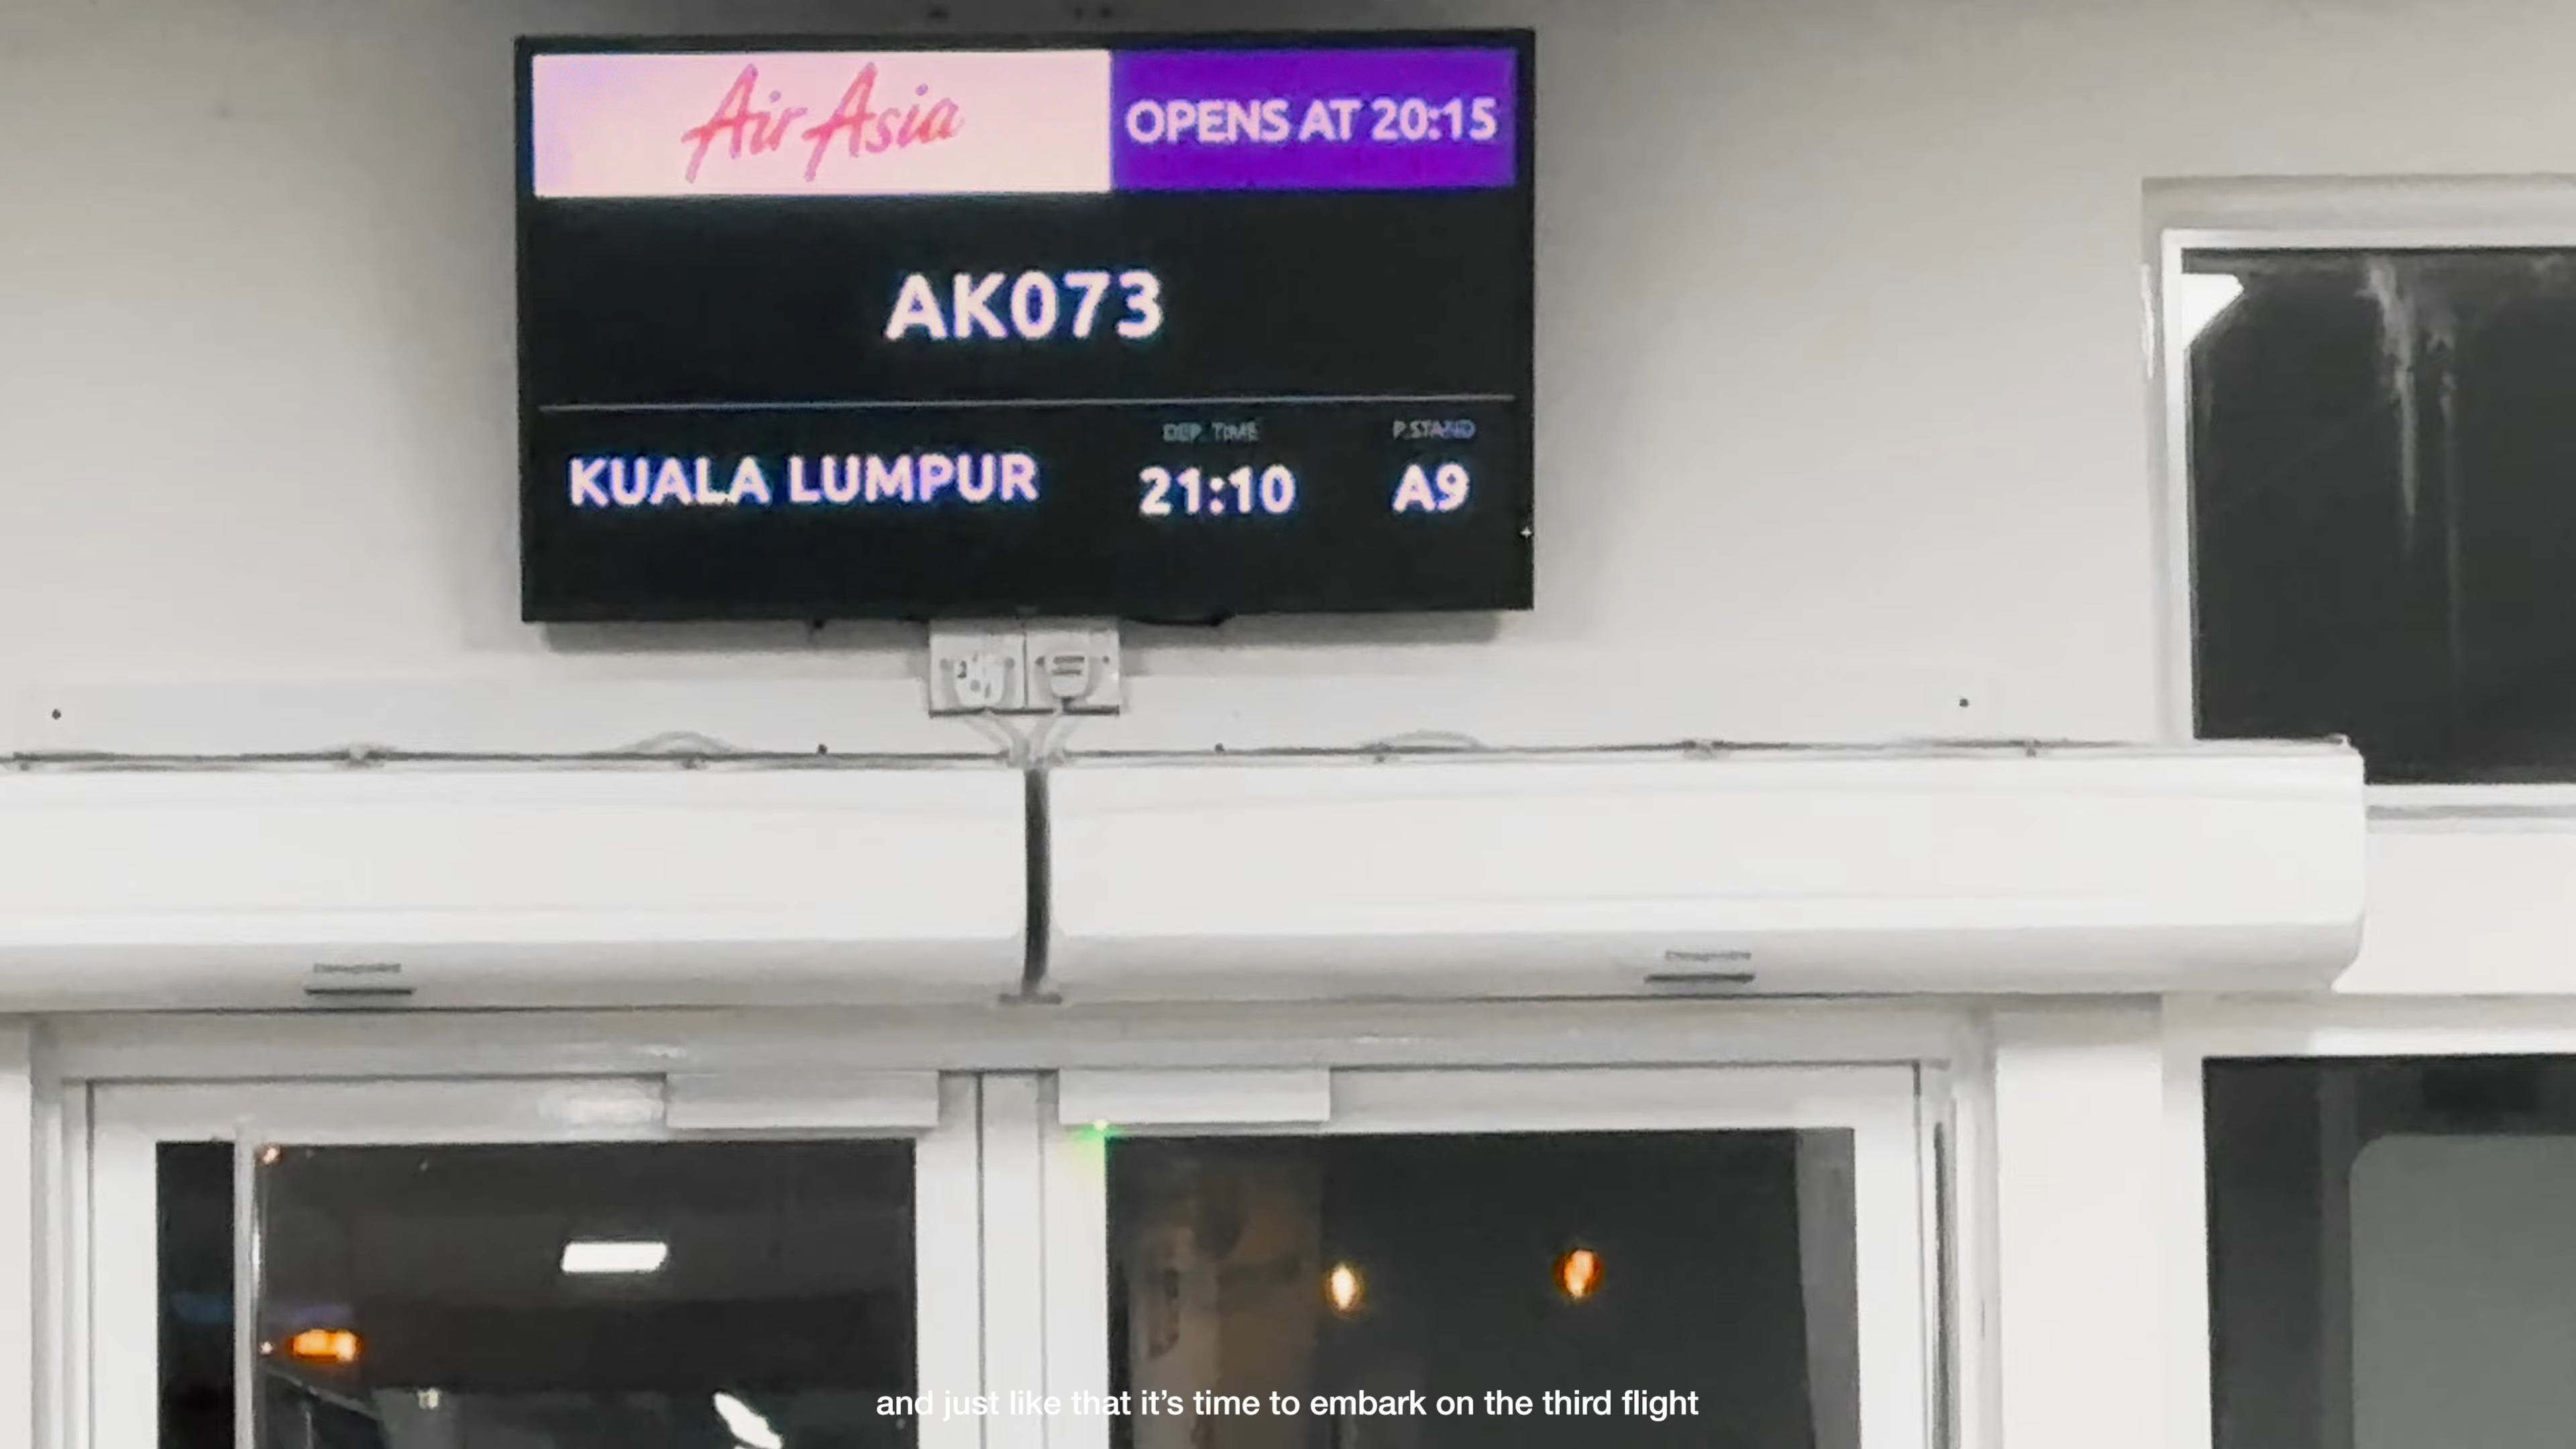 AirAsia
OPENS AT 20:15
AK073
DEP. TIME
P.STAND
KUALA LUMPUR
21:10
A9
and just like that it’s time to embark on the third flight